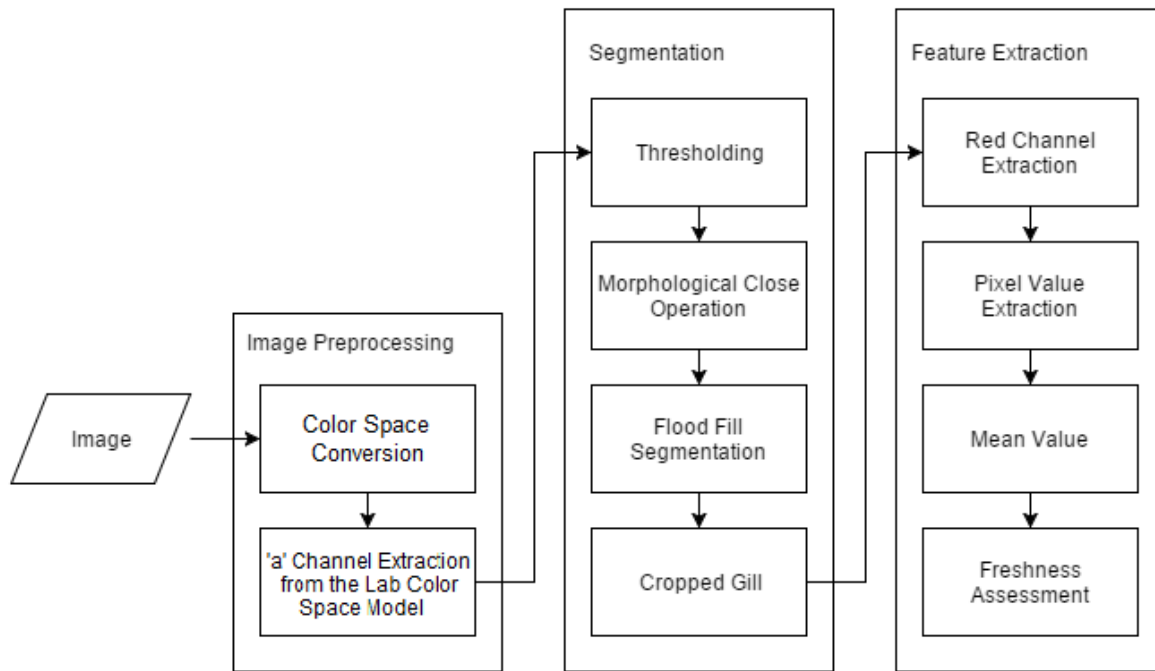 Image
Image Preprocessing
Color Space
Conversion
'a' Channel Extraction
from the Lab Color
Space Model
Segmentation
Thresholding
Morphological Close
Operation
Flood Fill
Segmentation
Cropped Gill
Feature Extraction
Red Channel
Extraction
Pixel Value
Extraction
Mean Value
Freshness
Assessment